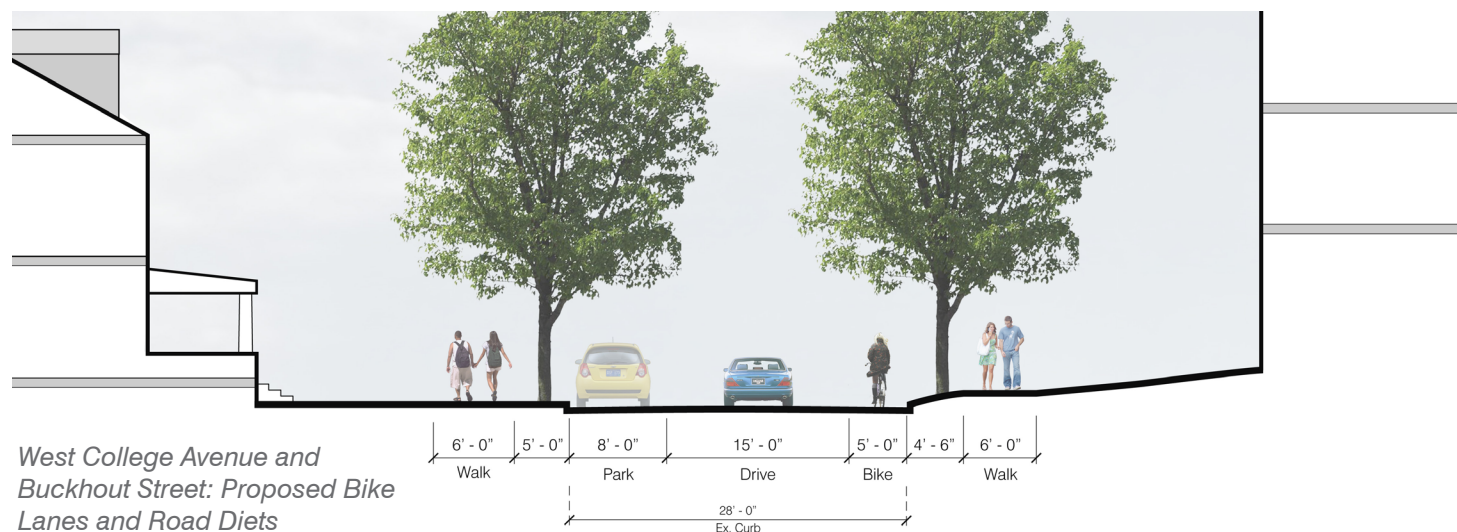 6’ - 0” 5’ - 0” 8’ - 0” 15’ - 0” 5’ - 0” 4’ - 6” 6’ - 0”
Walk Park Drive Bike Walk
28’ - 0”
Ex. Curb
West College Avenue and
Buckhout Street: Proposed Bike
Lanes and Road Diets